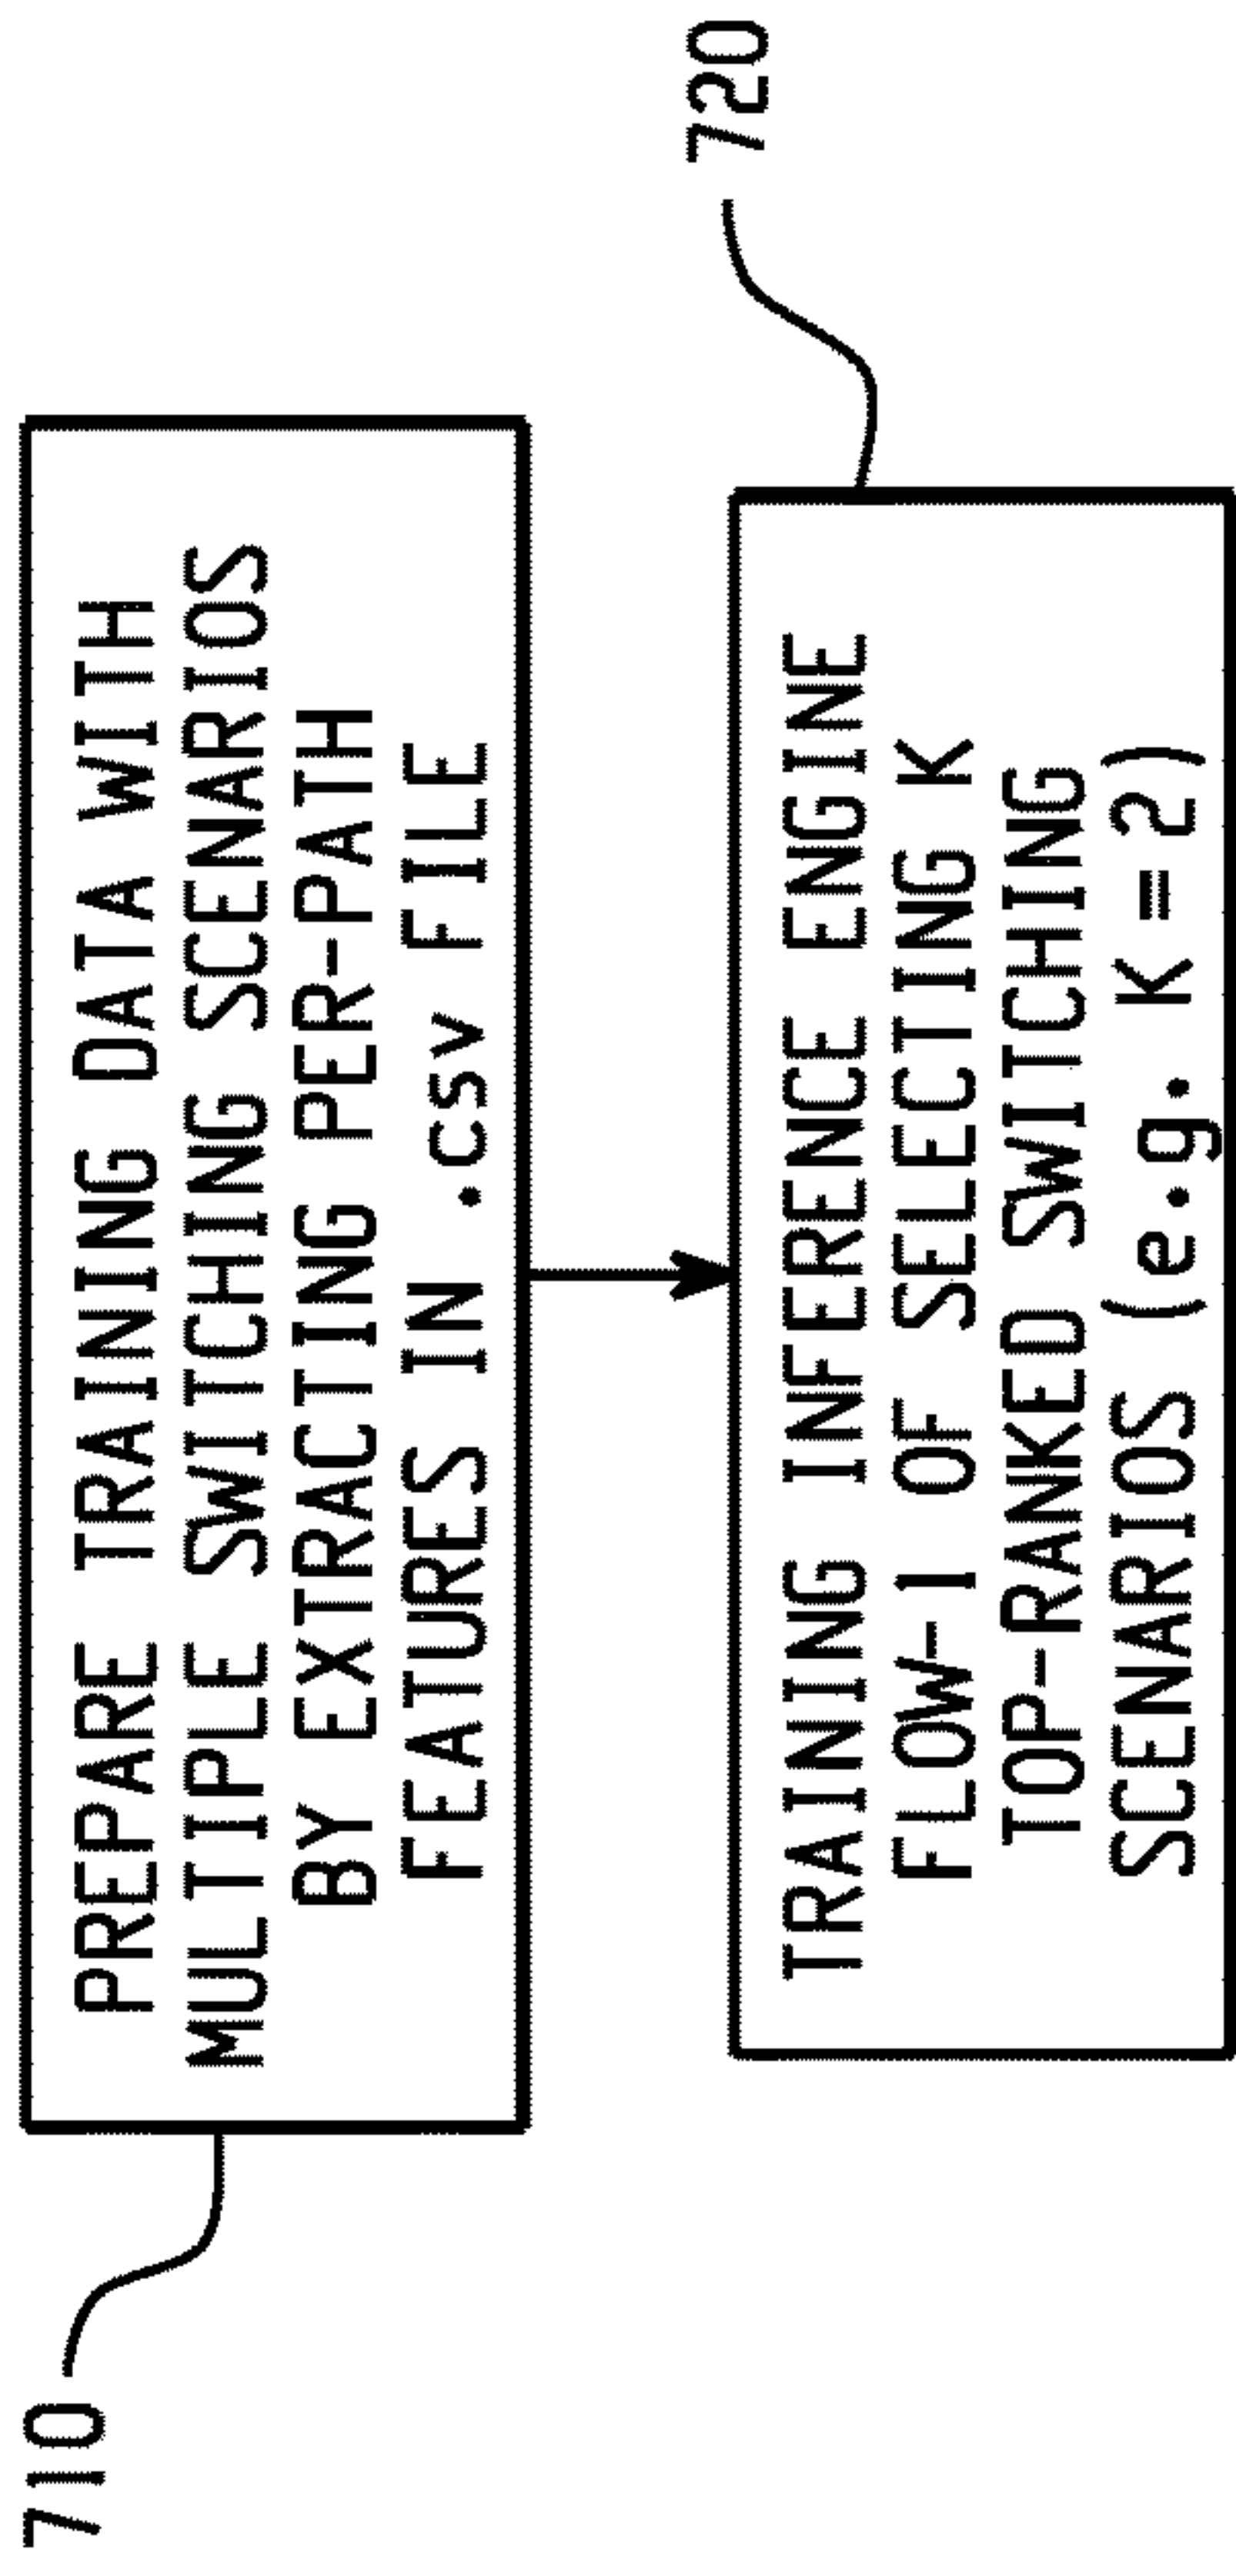 710
PREPARE TRAINING DATA WITH
MULTIPLE SWITCHING SCENARIOS
BY EXTRACTING PER-PATH
FEATURES IN .csv FILE
720
TRAINING INFERENCE ENGINE
FLOW-1 OF SELECTING K
TOP-RANKED SWITCHING
SCENARIOS (e.g. K=2)